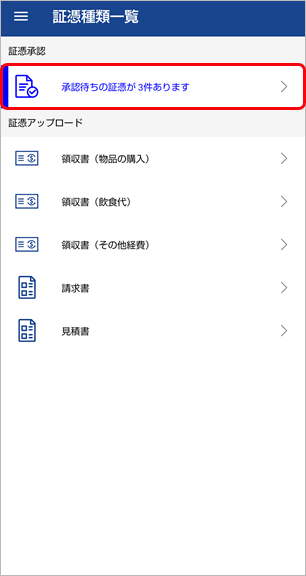 証憑種類一覧
証憑承認
承認待ちの証憑が 3件あります
証憑アップロード
領収書（物品の購入）
領収書（飲食代）
領収書（その他経費）
請求書
見積書